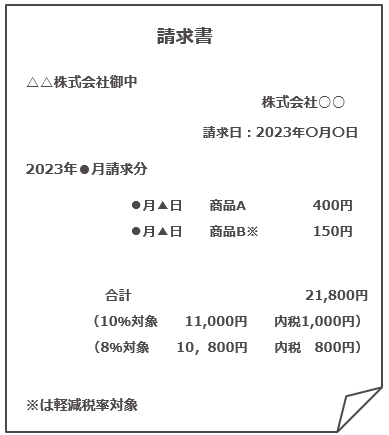 請求書
△△株式会社御中
株式会社〇〇
請求日：2023年〇月〇日
2023年●月請求分
●月▲日 商品A 400円
●月▲日 商品B※ 150円
合計 21,800円
（10%対象 11,000円 内税1,000円）
（8%対象 10，800円 内税 800円）
※は軽減税率対象